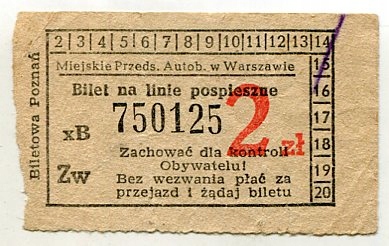 2 3 4 5 6 7 8 9 10 11 12 13 14
Miejskie Przeds. Autob. w Warszawie
15
Bilet na linie pospieszne
16
750125
17
2 zł
xB
18
Zachować dla kontroli
Obywatelu!
19
Zw
Bez wezwania płać za
przejazd i żądaj biletu
20
Biletowa Poznań